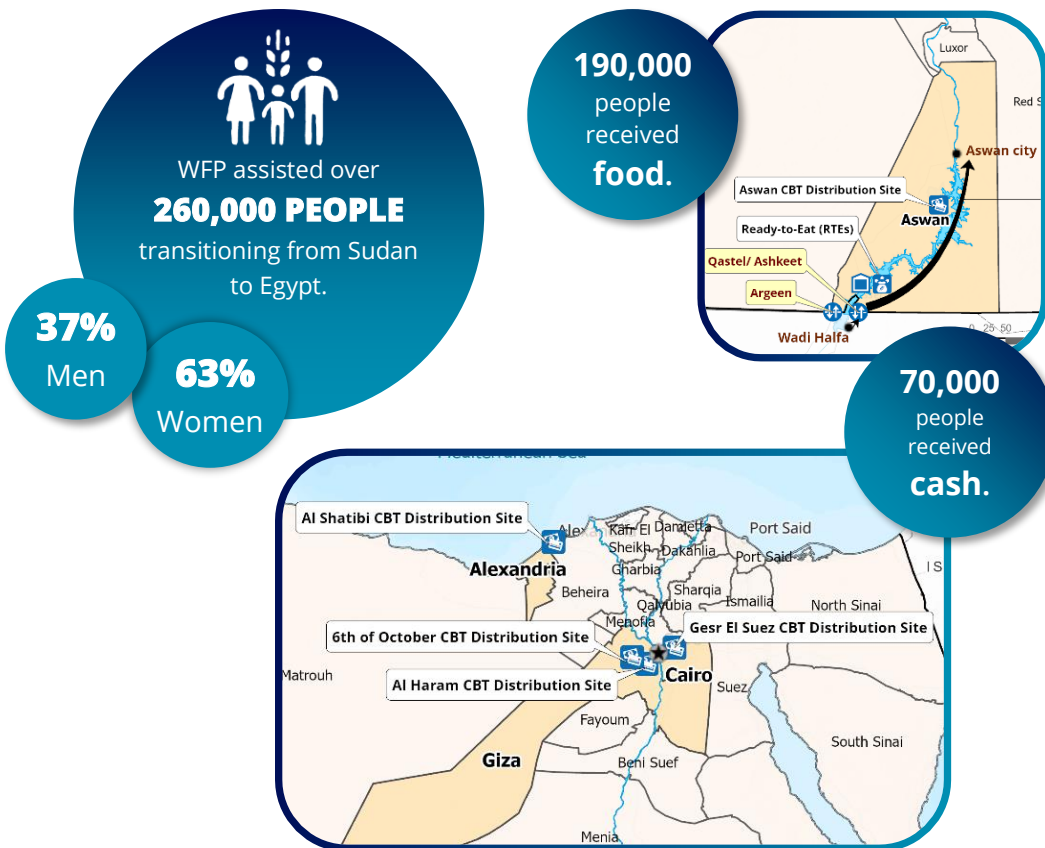 WFP assisted over
260,000 PEOPLE
transitioning from Sudan
to Egypt.
37%
Men
63%
Women
190,000
people
received
food.
Luxor
Aswan city
Aswan CBT Distribution Site
Aswan
Ready-to-Eat (RTEs)
Qastel/ Ashkeet
Argeen
Wadi Halfa
0 25 50
70,000
people
received
cash.
Al Shatibi CBT Distribution Site
Alexandria
Kafr El
Sheikh
Damietta
Dakahlia
Port Said
Port Said
Gharbia
Beheira
Sharqia
Qalyubia
Ismailia
North Sinai
Menofia
Gesr El Suez CBT Distribution Site
6th of October CBT Distribution Site
Al Haram CBT Distribution Site
Cairo
Matrouh
Suez
Fayoum
South Sinai
Giza
Beni Suef
Menia